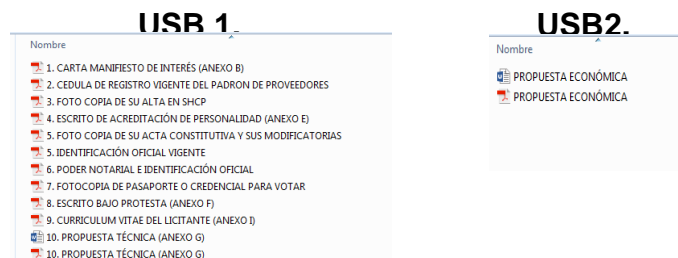 USB 1.
Nombre
1. CARTA MANIFIESTO DE INTERÉS (ANEXO B)
2. CEDULA DE REGISTRO VIGENTE DEL PADRON DE PROVEEDORES
3. FOTO COPIA DE SU ALTA EN SHCP
4. ESCRITO DE ACREDITACIÓN DE PERSONALIDAD (ANEXO E)
5. FOTO COPIA DE SU ACTA CONSTITUTIVA Y SUS MODIFICATORIAS
5. IDENTIFICACIÓN OFICIAL VIGENTE
6. PODER NOTARIAL E IDENTIFICACIÓN OFICIAL
7. FOTOCOPIA DE PASAPORTE O CREDENCIAL PARA VOTAR
8. ESCRITO BAJO PROTESTA (ANEXO F)
9. CURRICULUM VITAE DEL LICITANTE (ANEXO I)
10. PROPUESTA TÉCNICA (ANEXO G)
10. PROPUESTA TÉCNICA (ANEXO G)
USB2.
Nombre
PROPUESTA ECONÓMICA
PROPUESTA ECONÓMICA